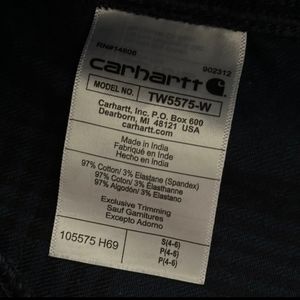 RN#14806
902312
carhartt
MODEL NO. TW5575-W
Carhartt, Inc. P.O. Box 600
Dearborn, MI 48121 USA
carhartt.com
Made in India
Fabriqué en Inde
Hecho en India
97% Cotton/ 3% Elastane (Spandex)
97% Coton/ 3% Élasthanne
97% Algodón/ 3% Elastano
Exclusive Trimming
Sauf Garnitures
Excepto Adorno
105575 H69
S(4-6)
P(4-6)
P(4-6)